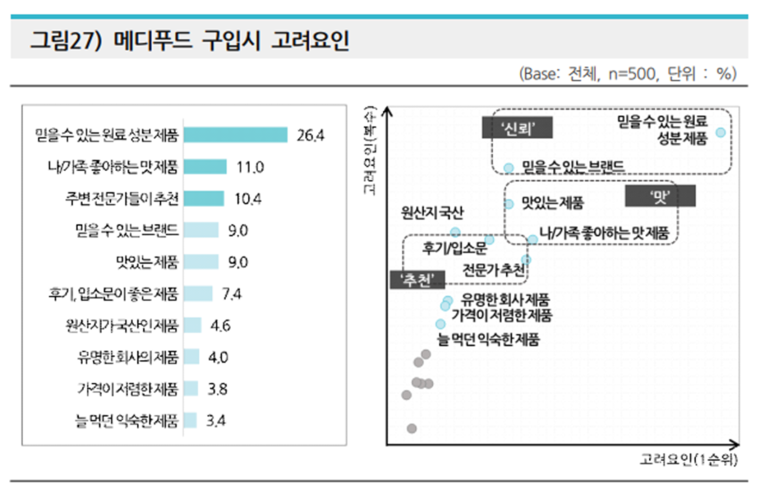 그림27) 메디푸드 구입시 고려요인
(Base: 전체, n=500, 단위 : %)
믿을 수 있는 원료 성분 제품 26.4
나/가족 좋아하는 맛 제품 11.0
주변 전문가들이 추천 10.4
믿을 수 있는 브랜드 9.0
맛있는 제품 9.0
후기, 입소문이 좋은 제품 7.4
원산지가 국산인 제품 4.6
유명한 회사의 제품 4.0
가격이 저렴한 제품 3.8
늘 먹던 익숙한 제품 3.4
고려요인(복수)
'신뢰'
믿을 수 있는 원료
성분 제품
믿을 수 있는 브랜드
'맛'
맛있는 제품
원산지 국산
나/가족 좋아하는 맛 제품
후기/입소문
전문가 추천
'추천'
유명한 회사 제품
가격이 저렴한 제품
늘 먹던 익숙한 제품
고려요인(1순위)